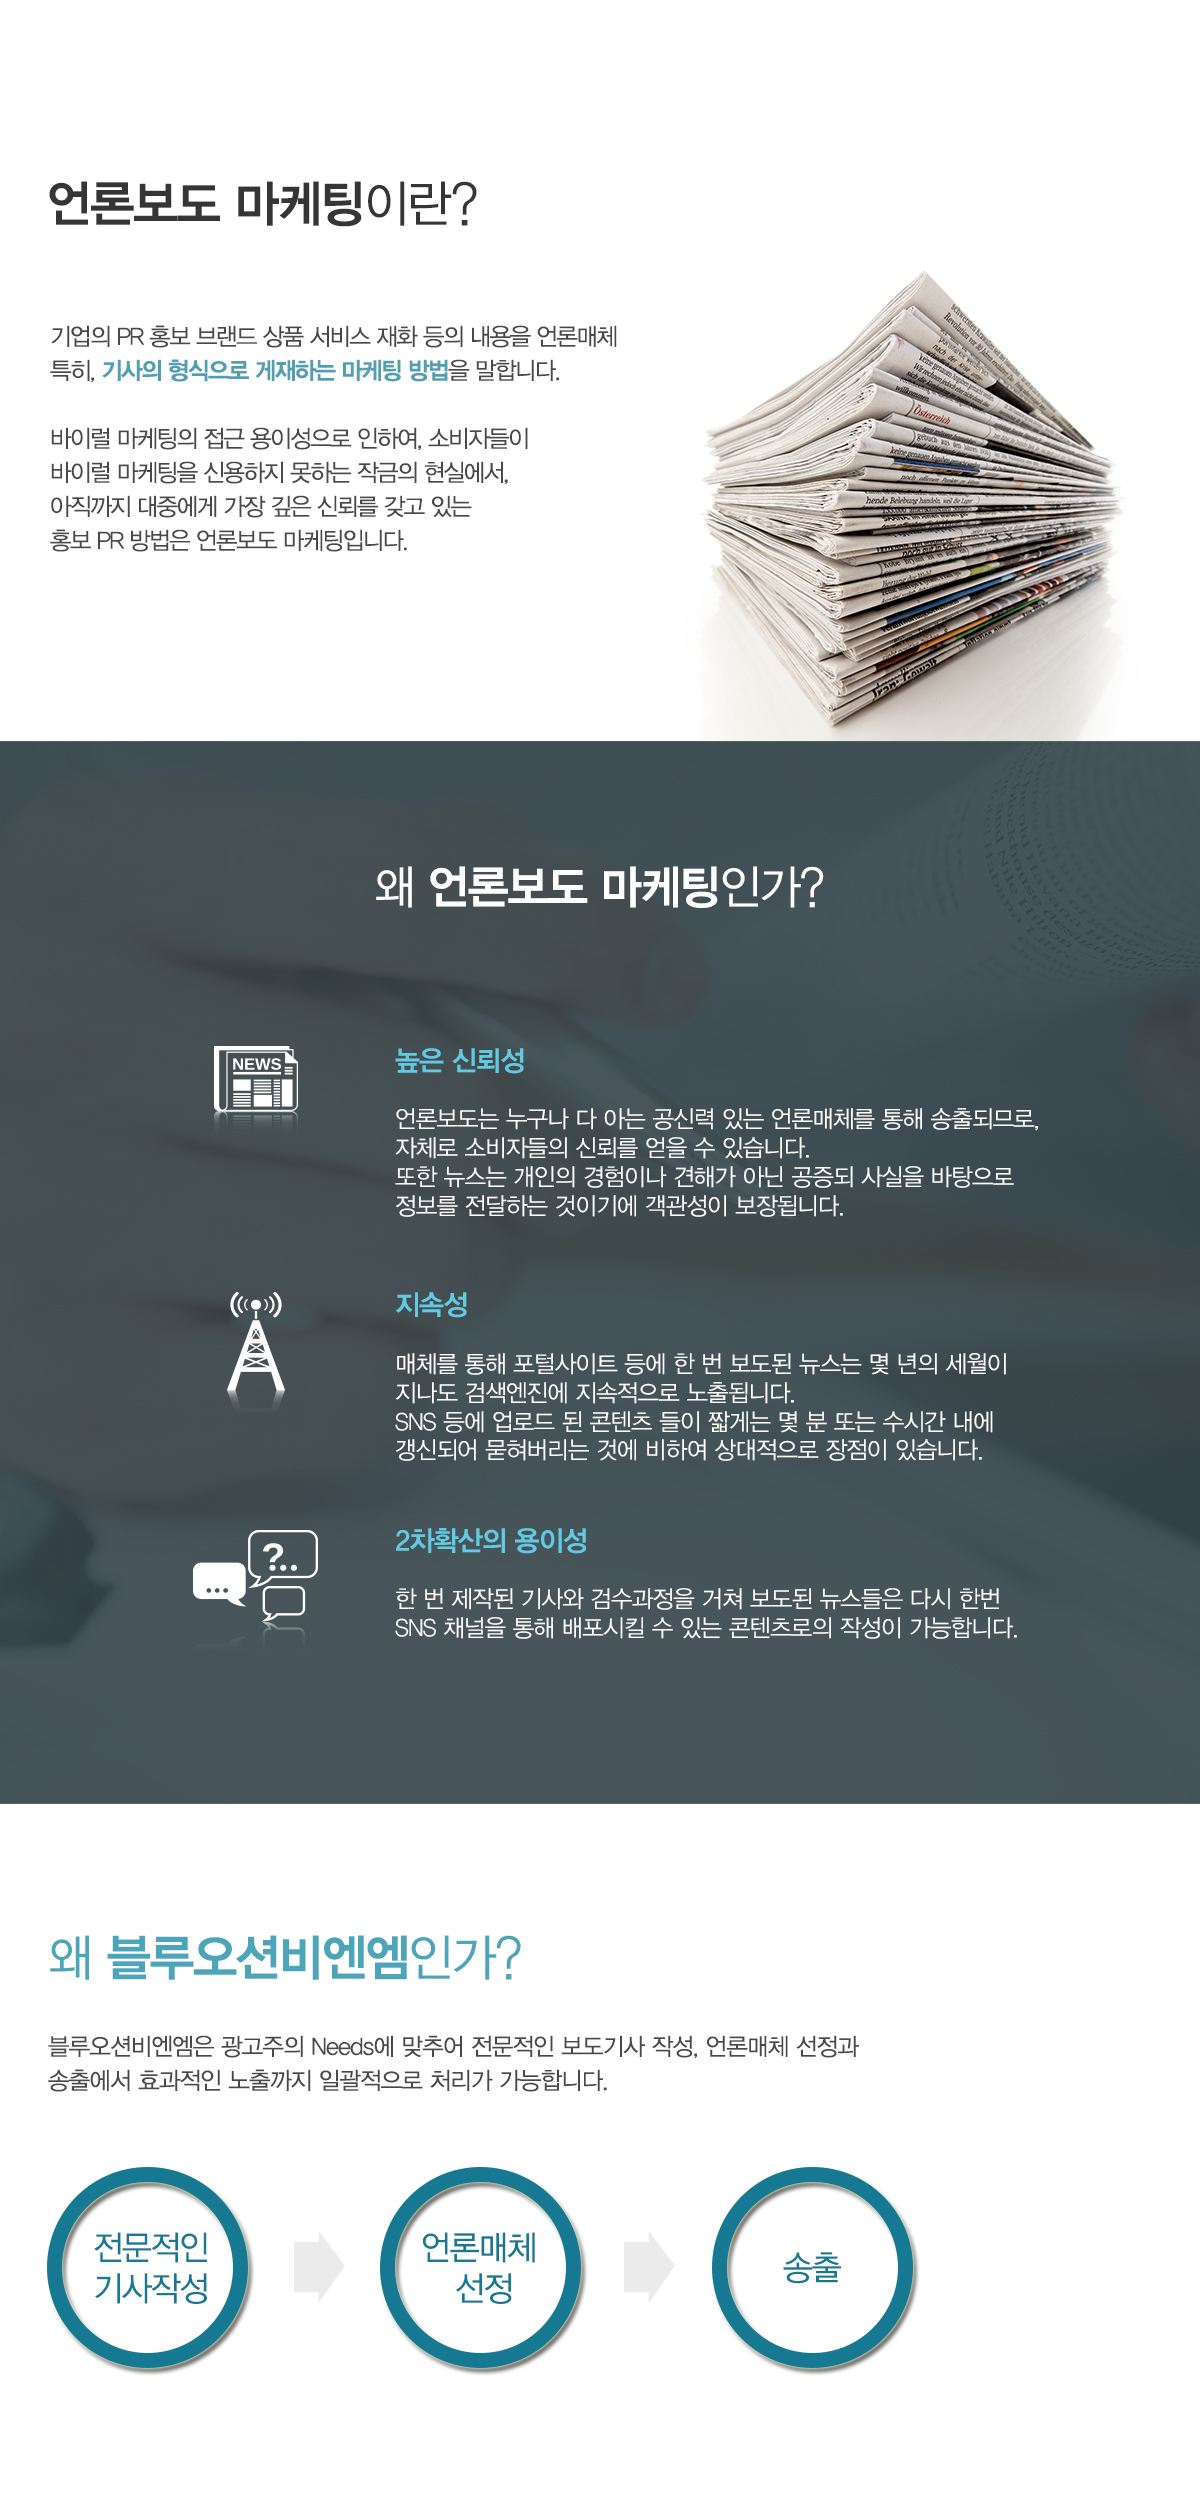 언론보도 마케팅이란?
기업의 PR 홍보 브랜드 상품 서비스 재화 등의 내용을 언론매체
특히, 기사의 형식으로 게재하는 마케팅 방법을 말합니다.
바이럴 마케팅의 접근 용이성으로 인하여, 소비자들이
바이럴 마케팅을 신용하지 못하는 작금의 현실에서,
아직까지 대중에게 가장 깊은 신뢰를 갖고 있는
홍보 PR 방법은 언론보도 마케팅입니다.
Österreich
왜 언론보도 마케팅인가?
NEWS
높은 신뢰성
언론보도는 누구나 다 아는 공신력 있는 언론매체를 통해 송출되므로,
자체로 소비자들의 신뢰를 얻을 수 있습니다.
또한 뉴스는 개인의 경험이나 견해가 아닌 공증되 사실을 바탕으로
정보를 전달하는 것이기에 객관성이 보장됩니다.
지속성
매체를 통해 포털사이트 등에 한 번 보도된 뉴스는 몇 년의 세월이
지나도 검색엔진에 지속적으로 노출됩니다.
SNS 등에 업로드 된 콘텐츠 들이 짧게는 몇 분 또는 수시간 내에
갱신되어 묻혀버리는 것에 비하여 상대적으로 장점이 있습니다.
?..
...
2차확산의 용이성
한 번 제작된 기사와 검수과정을 거쳐 보도된 뉴스들은 다시 한번
SNS 채널을 통해 배포시킬 수 있는 콘텐츠로의 작성이 가능합니다.
왜 블루오션비엔엠인가?
블루오션비엔엠은 광고주의 Needs에 맞추어 전문적인 보도기사 작성, 언론매체 선정과
송출에서 효과적인 노출까지 일괄적으로 처리가 가능합니다.
전문적인
기사작성
언론매체
선정
송출